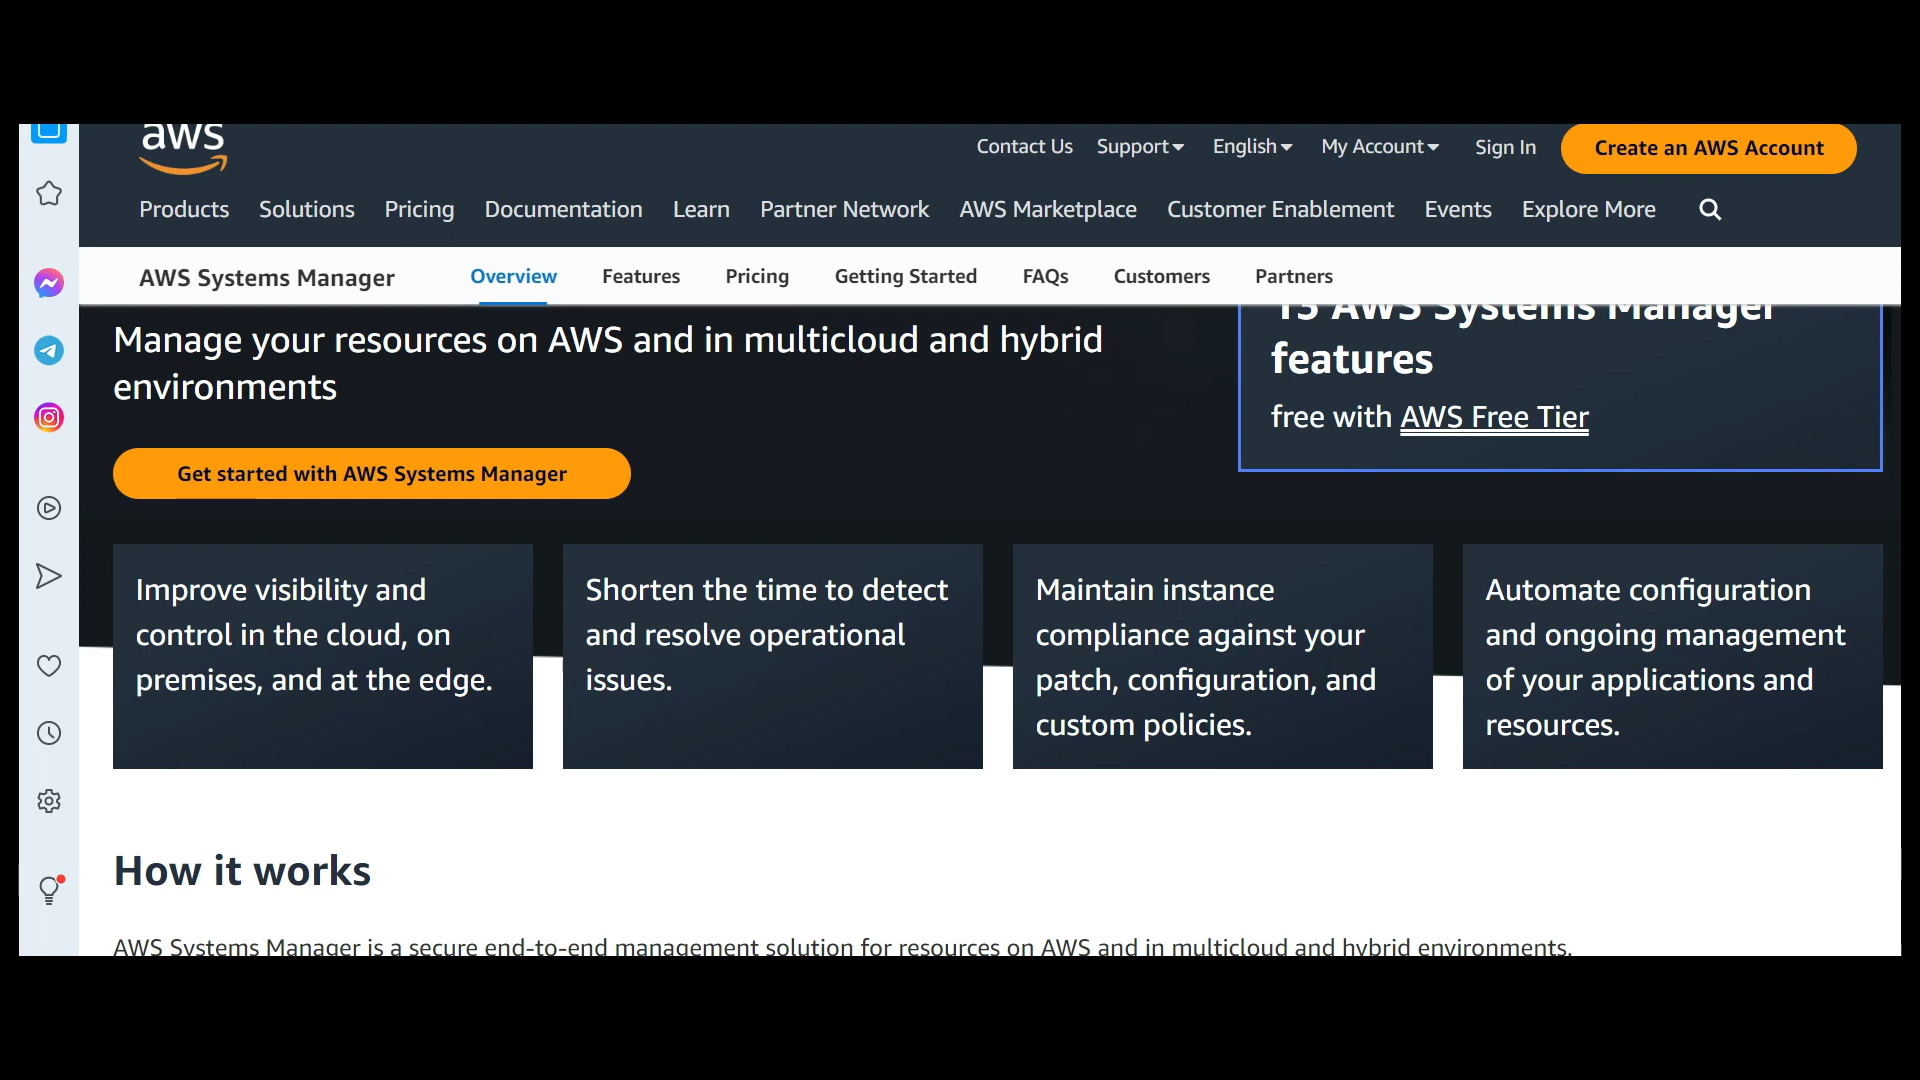 aws
Contact Us Support English My Account Sign In Create an AWS Account
Products Solutions Pricing Documentation Learn Partner Network AWS Marketplace Customer Enablement Events Explore More
AWS Systems Manager Overview Features Pricing Getting Started FAQs Customers Partners
Manage your resources on AWS and in multicloud and hybrid
environments
Get started with AWS Systems Manager
13 AWS Systems Manager
features
free with AWS Free Tier
Improve visibility and
control in the cloud, on
premises, and at the edge.
Shorten the time to detect
and resolve operational
issues.
Maintain instance
compliance against your
patch, configuration, and
custom policies.
Automate configuration
and ongoing management
of your applications and
resources.
How it works
AWS Systems Manager is a secure end-to-end management solution for resources on AWS and in multicloud and hybrid environments.